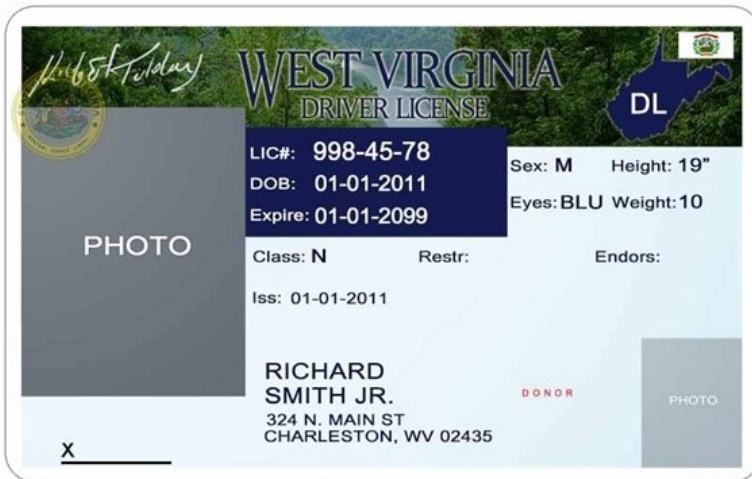 WEST VIRGINIA
DRIVER LICENSE
DL
LIC#: 998-45-78
DOB: 01-01-2011
Expire: 01-01-2099
Sex: M Height: 19"
Eyes: BLU Weight: 10
PHOTO
Class: N Restr: Endors:
Iss: 01-01-2011
RICHARD
SMITH JR.
324 N. MAIN ST
CHARLESTON, WV 02435
DONOR
PHOTO
X